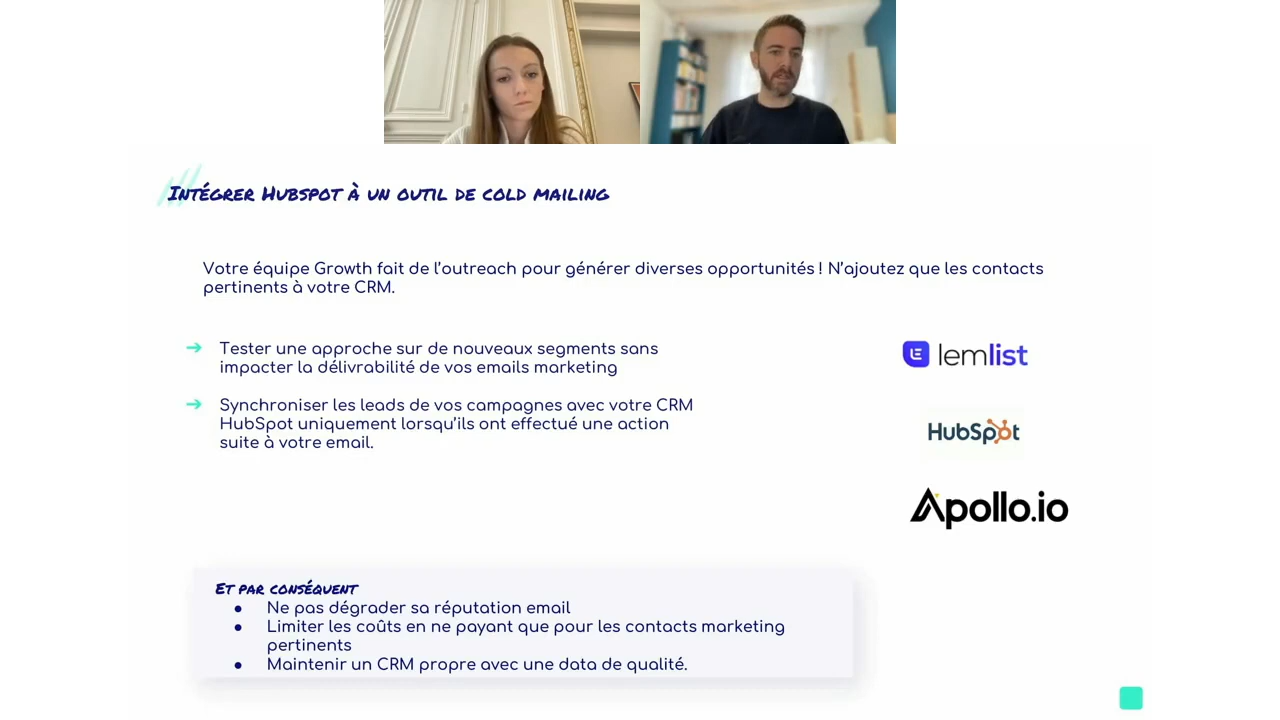 Intégrer Hubspot à un outil de cold mailing
Votre équipe Growth fait de l’outreach pour générer diverses opportunités ! N’ajoutez que les contacts
pertinents à votre CRM.
➔ Tester une approche sur de nouveaux segments sans
impacter la délivrabilité de vos emails marketing
➔ Synchroniser les leads de vos campagnes avec votre CRM
HubSpot uniquement lorsqu’ils ont effectué une action
suite à votre email.
lemlist
HubSpot
Apollo.io
Et par conséquent
● Ne pas dégrader sa réputation email
● Limiter les coûts en ne payant que pour les contacts marketing
pertinents
● Maintenir un CRM propre avec une data de qualité.